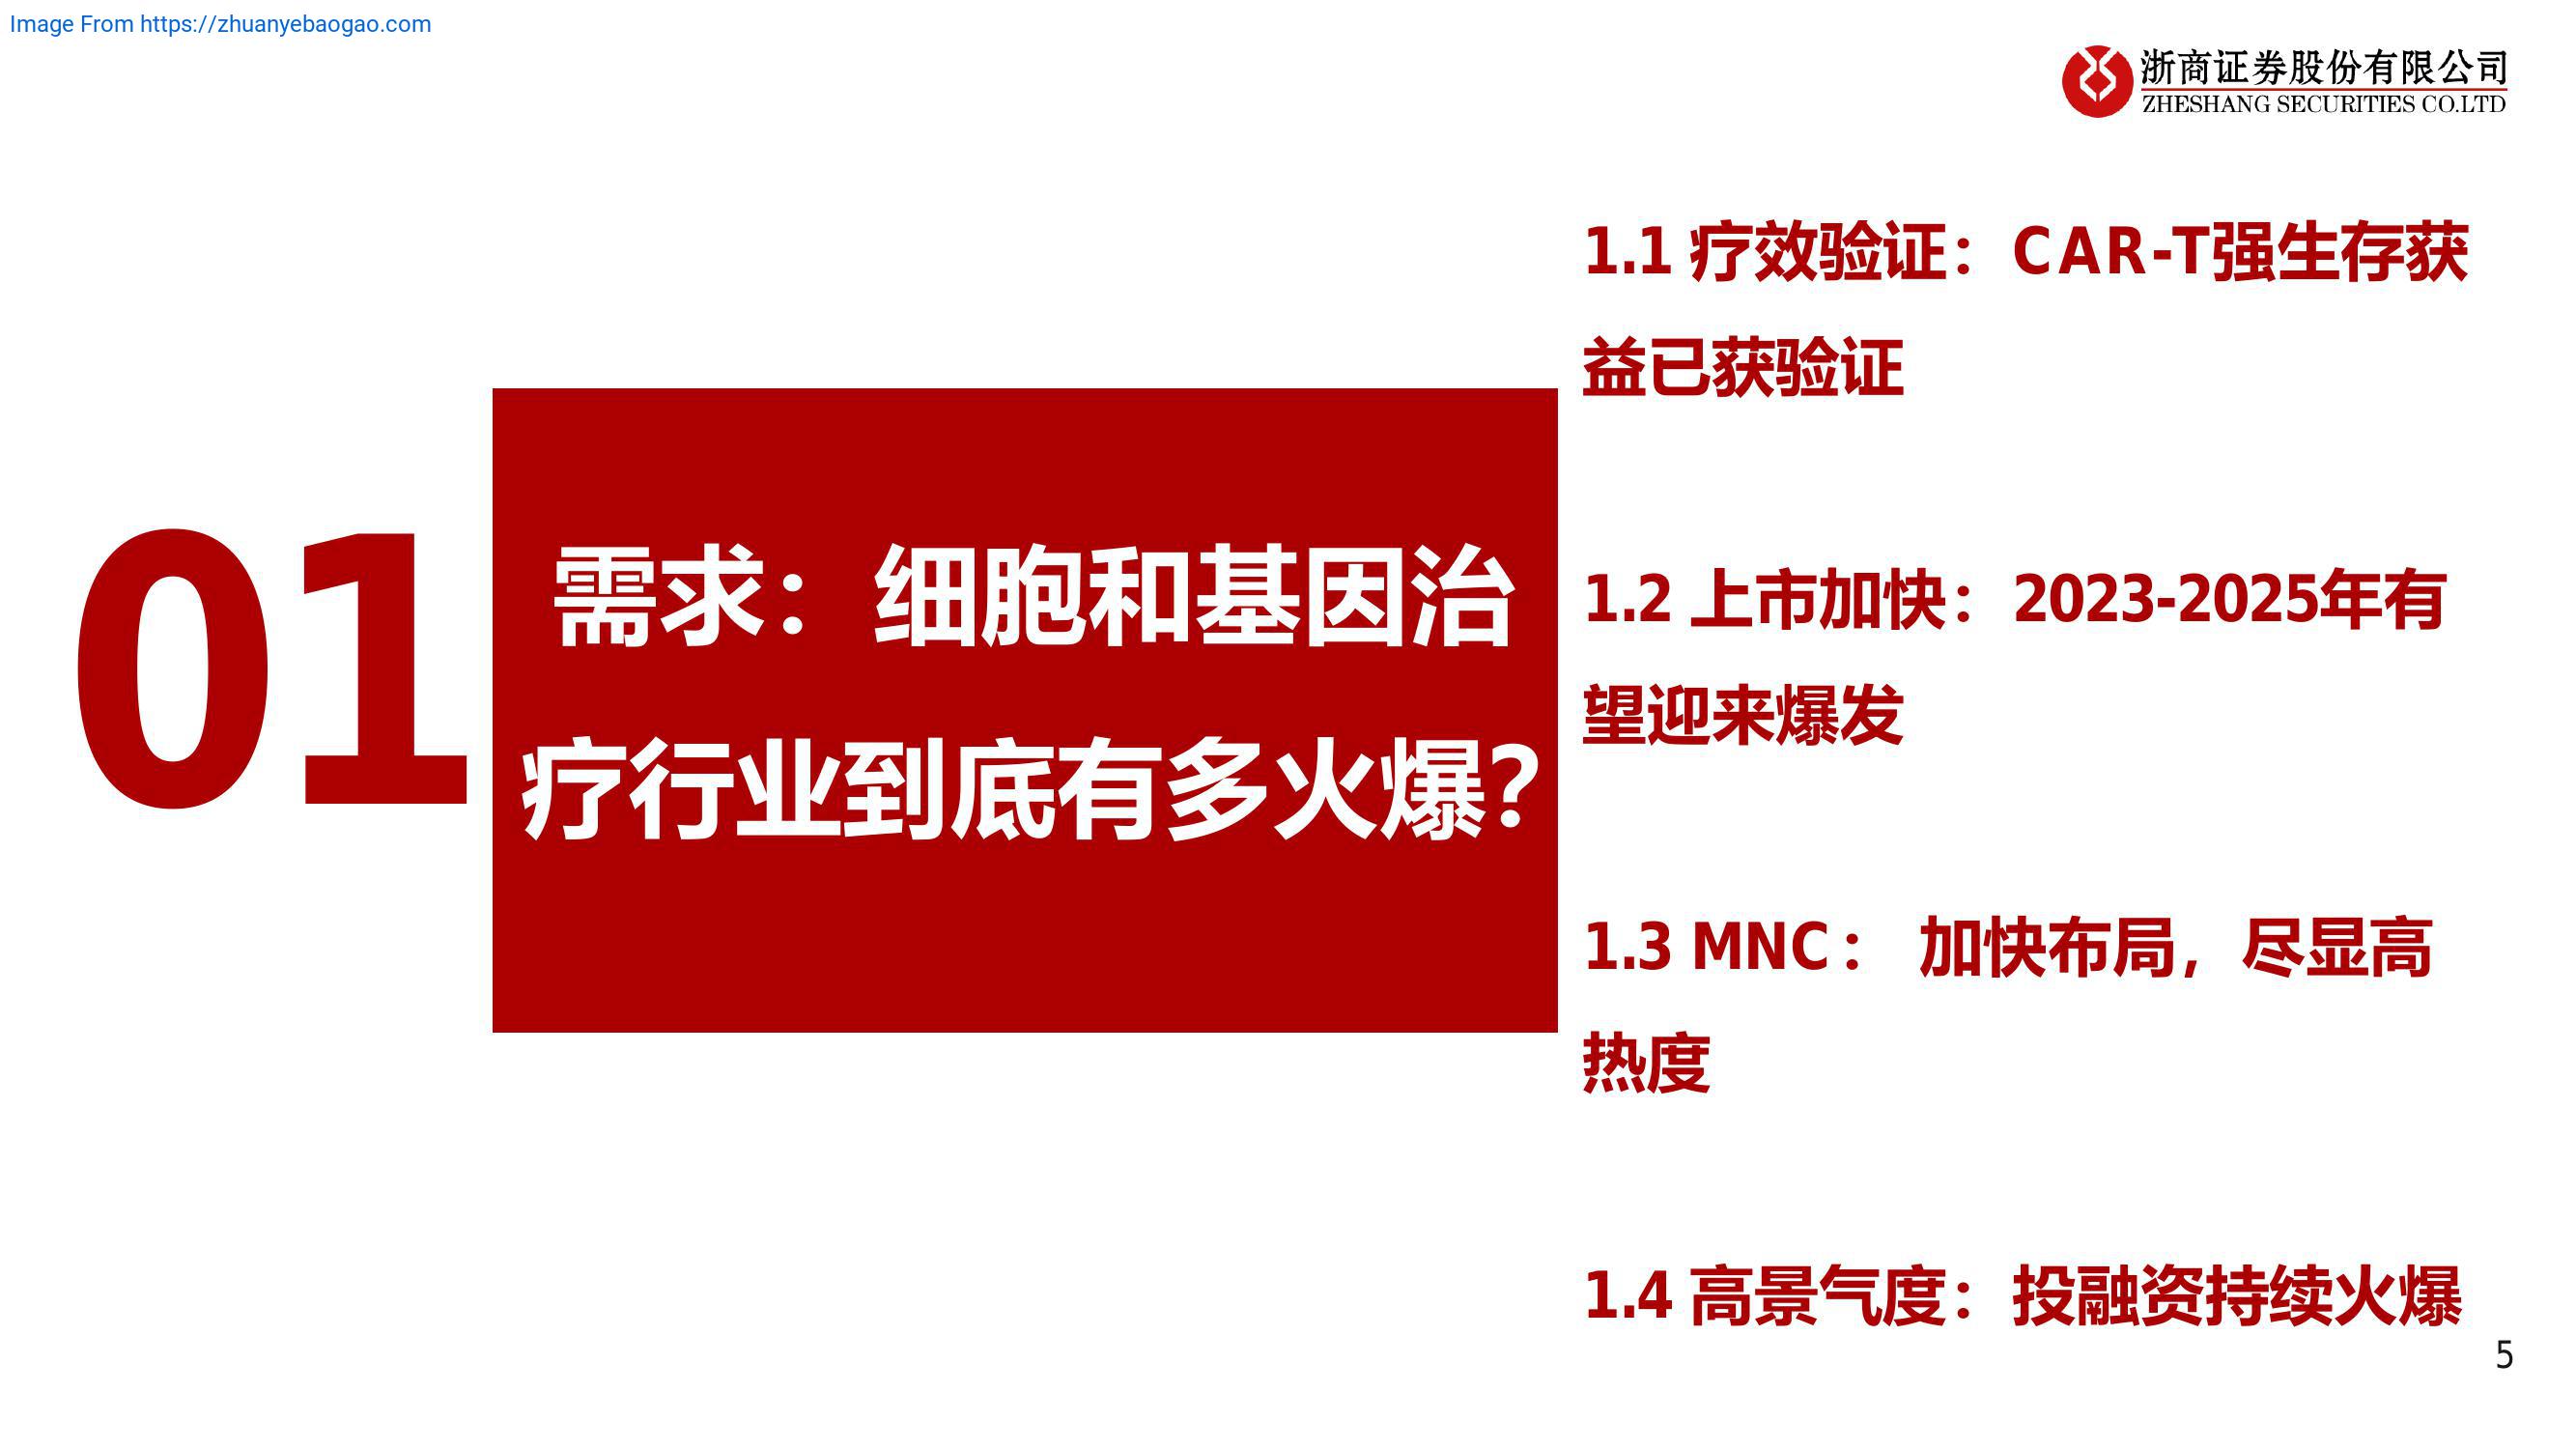 Image From https://zhuanyebaogao.com
浙商证券股份有限公司
ZHESHANG SECURITIES CO.LTD
01
需求：细胞和基因治
疗行业到底有多火爆？
1.1 疗效验证：CAR-T强生存获
益已获验证
1.2 上市加快：2023-2025年有
望迎来爆发
1.3 MNC： 加快布局，尽显高
热度
1.4 高景气度：投融资持续火爆
5